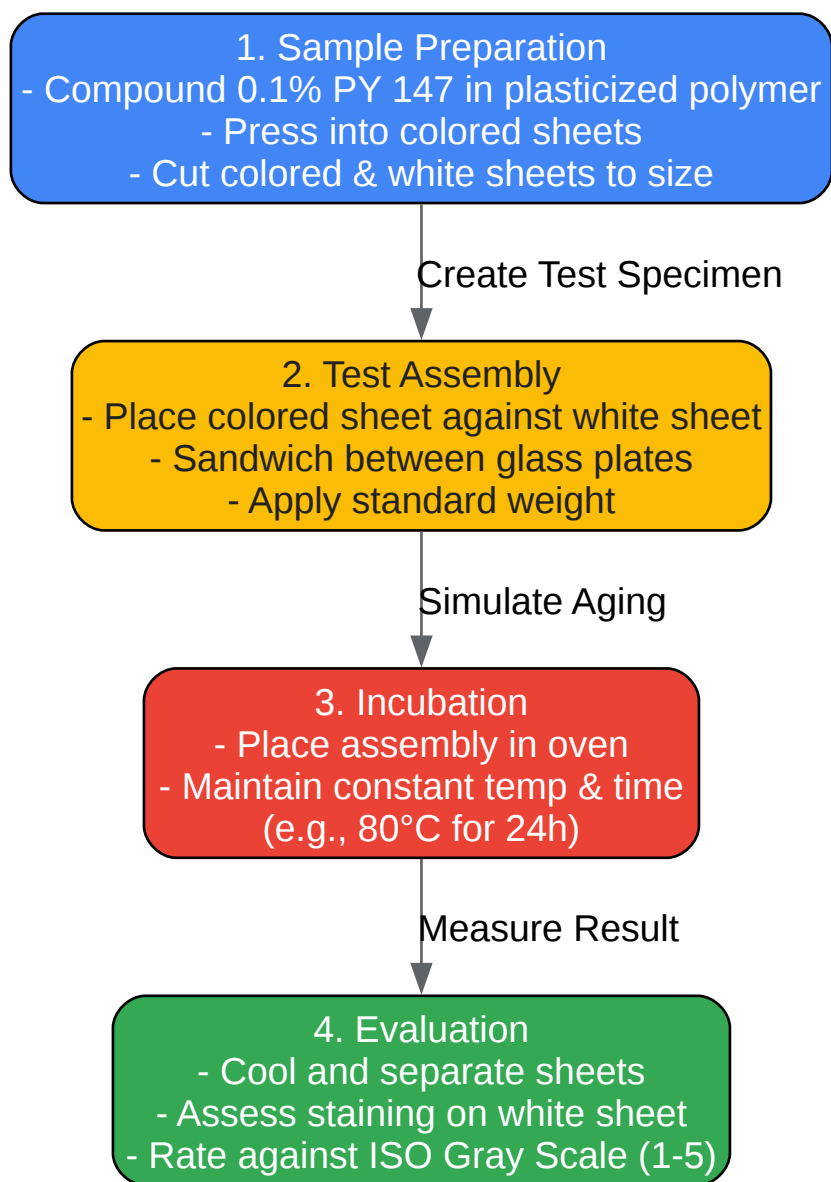 1. Sample Preparation
- Compound 0.1% PY 147 in plasticized polymer
- Press into colored sheets
- Cut colored & white sheets to size
Create Test Specimen
2. Test Assembly
- Place colored sheet against white sheet
- Sandwich between glass plates
- Apply standard weight
Simulate Aging
3. Incubation
- Place assembly in oven
- Maintain constant temp & time
(e.g., 80°C for 24h)
Measure Result
4. Evaluation
- Cool and separate sheets
- Assess staining on white sheet
- Rate against ISO Gray Scale (1-5)